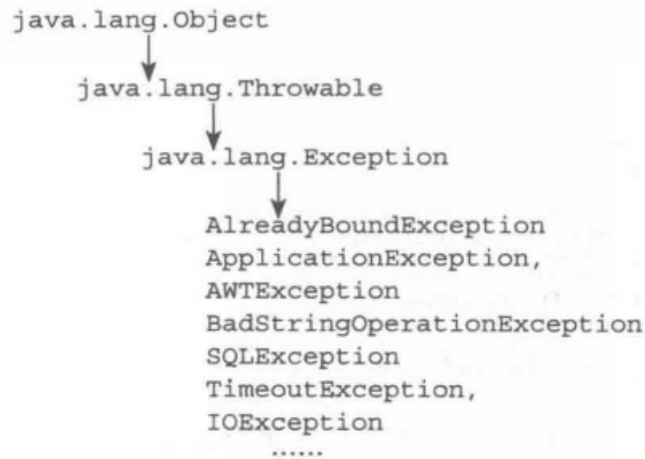 java.lang.Object
java.lang.Throwable
java.lang.Exception
AlreadyBoundException
ApplicationException,
AWTException
BadStringOperationException
SQLException
TimeoutException,
IOException
......